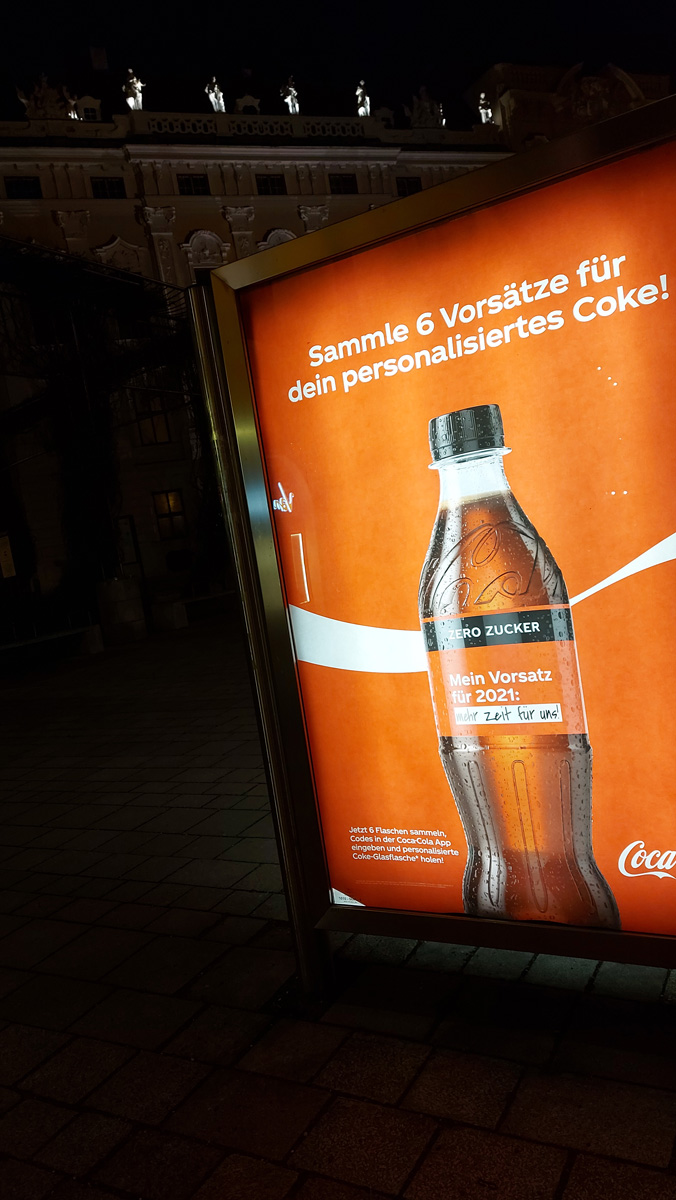 Sammle 6 Vorsätze für
dein personalisiertes Coke!
ZERO ZUCKER
Mein Vorsatz
für 2021:
mehr zeit für uns!
Jetzt 6 Flaschen sammeln,
Codes in der Coca-Cola App
eingeben und personalisierte
Coke-Glasflasche* holen!
Coca